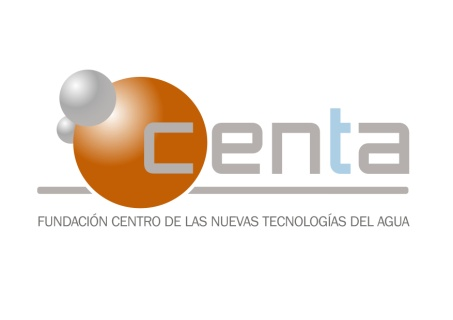 centa
FUNDACIÓN CENTRO DE LAS NUEVAS TECNOLOGÍAS DEL AGUA